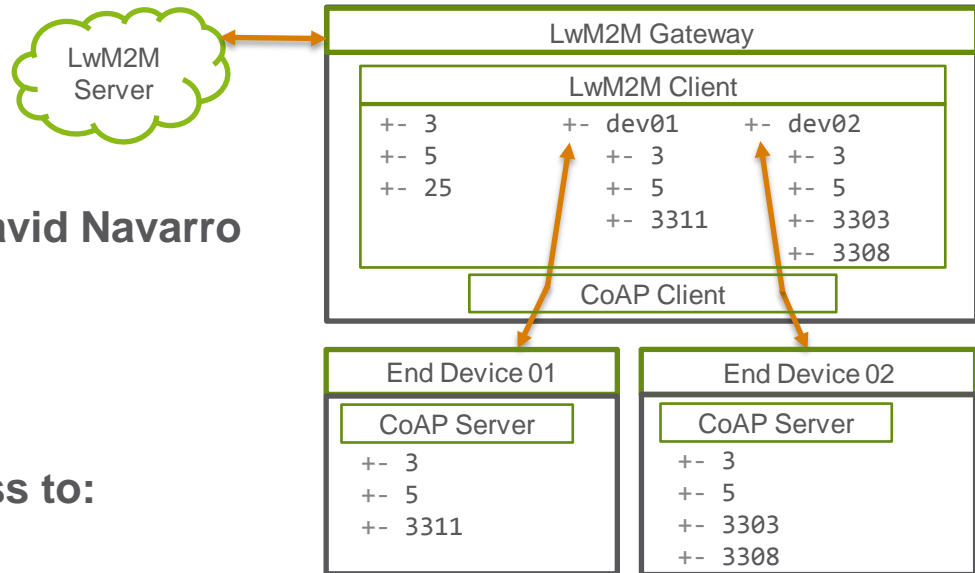 LwM2M
Server
LwM2M Gateway
LwM2M Client
+- 3
+- 5
+- 25
+- dev01
+- 3
+- 5
+- 3311
+- dev02
+- 3
+- 5
+- 3303
+- 3308
CoAP Client
Navarro
End Device 01
CoAP Server
+- 3
+- 5
+- 3311
End Device 02
CoAP Server
+- 3
+- 5
+- 3303
+- 3308
to: